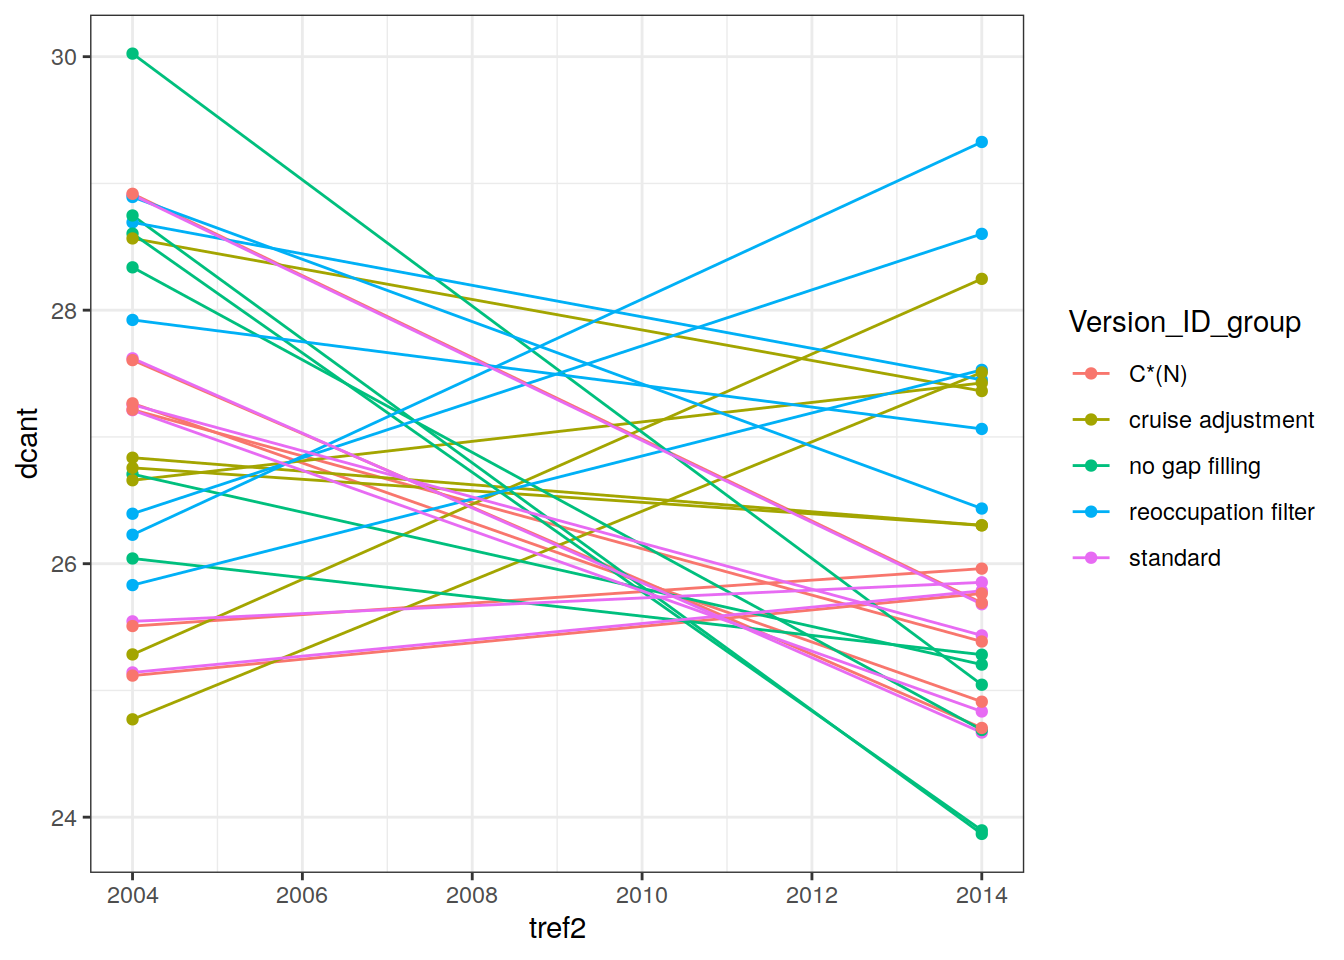 30
28
26
24
dcant
2004
2006
2008
2010
2012
2014
tref2
Version_ID_group
C*(N)
cruise adjustment
no gap filling
reoccupation filter
standard